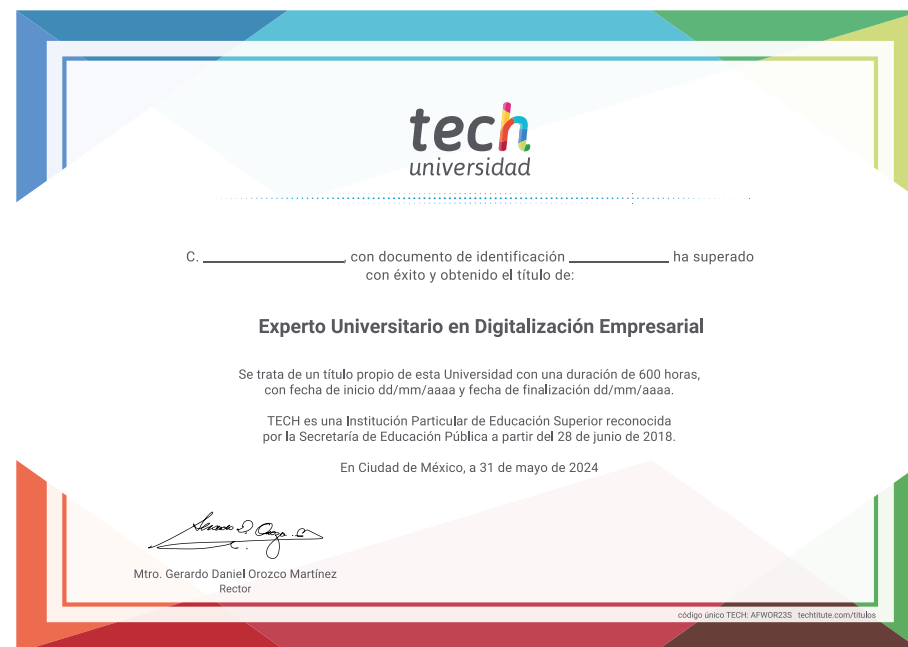 tech
universidad
C. ____________, con documento de identificación ____________ ha superado
con éxito y obtenido el título de:
Experto Universitario en Digitalización Empresarial
Se trata de un título propio de esta Universidad con una duración de 600 horas,
con fecha de inicio dd/mm/aaaa y fecha de finalización dd/mm/aaaa.
TECH es una Institución Particular de Educación Superior reconocida
por la Secretaría de Educación Pública a partir del 28 de junio de 2018.
En Ciudad de México, a 31 de mayo de 2024
Mtro. Gerardo Daniel Orozco Martínez
Rector
código único TECH: AFWOR23S techtitute.com/titulos